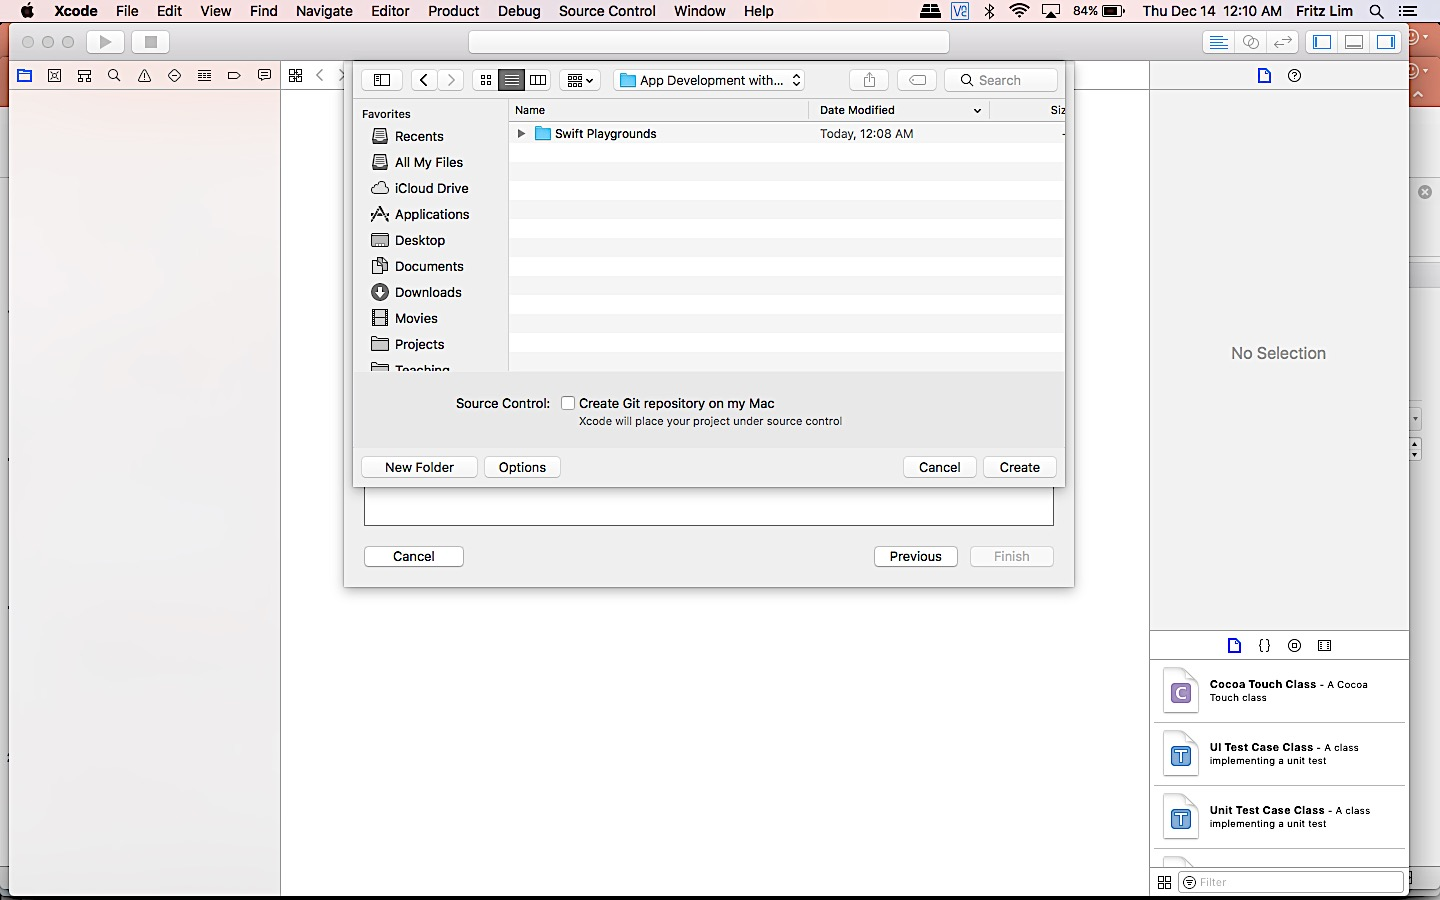 Xcode File Edit View Find Navigate Editor Product Debug Source Control Window Help V2 84% Thu Dec 14 12:10 AM Fritz Lim
App Development with... Search
Favorites
Recents
All My Files
iCloud Drive
Applications
Desktop
Documents
Downloads
Movies
Projects
Teaching
Name Date Modified Siz
Swift Playgrounds Today, 12:08 AM -
Source Control: Create Git repository on my Mac
Xcode will place your project under source control
New Folder Options Cancel Create
Cancel Previous Finish
No Selection
{}
C
Cocoa Touch Class - A Cocoa
Touch class
T
UI Test Case Class - A class
implementing a unit test
T
Unit Test Case Class - A class
implementing a unit test
Filter